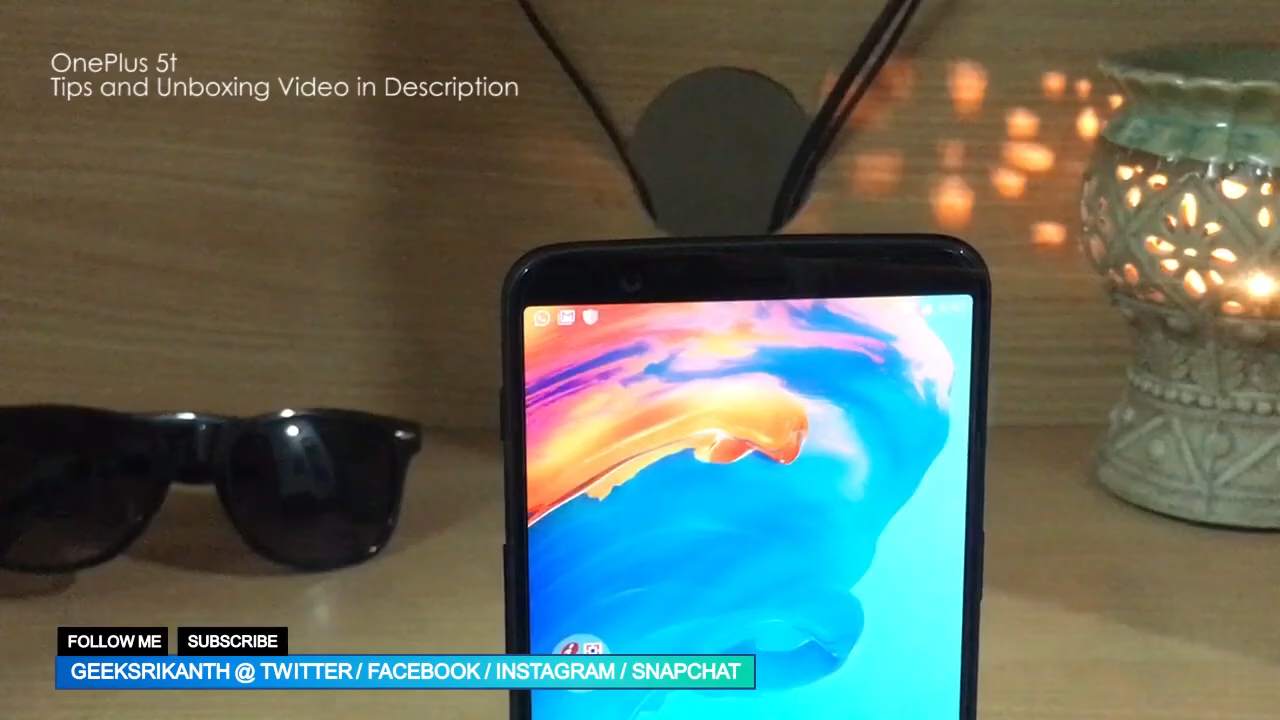 OnePlus 5t
Tips and Unboxing Video in Description
FOLLOW ME
SUBSCRIBE
GEEKSRIKANTH @ TWITTER / FACEBOOK / INSTAGRAM / SNAPCHAT